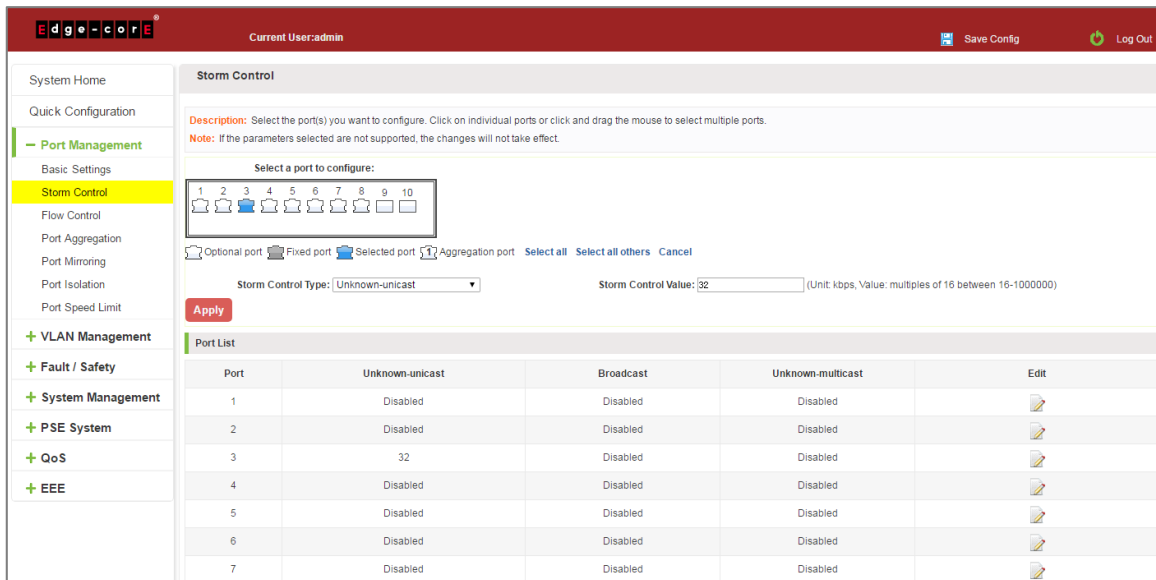 Edge-corE®
Current User:admin
Save Config
Log Out
System Home
Quick Configuration
− Port Management
Basic Settings
Storm Control
Flow Control
Port Aggregation
Port Mirroring
Port Isolation
Port Speed Limit
+ VLAN Management
+ Fault / Safety
+ System Management
+ PSE System
+ QoS
+ EEE
Storm Control
Description: Select the port(s) you want to configure. Click on individual ports or click and drag the mouse to select multiple ports.
Note: If the parameters selected are not supported, the changes will not take effect.
Select a port to configure:
1 2 3 4 5 6 7 8 9 10
Optional port Fixed port Selected port 1 Aggregation port Select all Select all others Cancel
Storm Control Type: Unknown-unicast Storm Control Value: 32 (Unit: kbps, Value: multiples of 16 between 16-1000000)
Apply
Port List
Port Unknown-unicast Broadcast Unknown-multicast Edit
1 Disabled Disabled Disabled
2 Disabled Disabled Disabled
3 32 Disabled Disabled
4 Disabled Disabled Disabled
5 Disabled Disabled Disabled
6 Disabled Disabled Disabled
7 Disabled Disabled Disabled